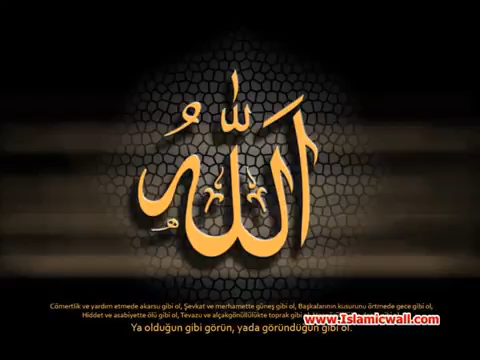 الله
Cömertlik ve yardım etmede akarsu gibi ol, Şevkat ve merhamette güneş gibi ol, Başkalarının kusurunu örtmede gece gibi ol,
Hiddet ve asabiyette ölü gibi ol, Tevazu ve alçakgönüllülükte toprak gibi ol,
www.Islamicwall.com
Ya olduğun gibi görün, yada göründüğün gibi ol.